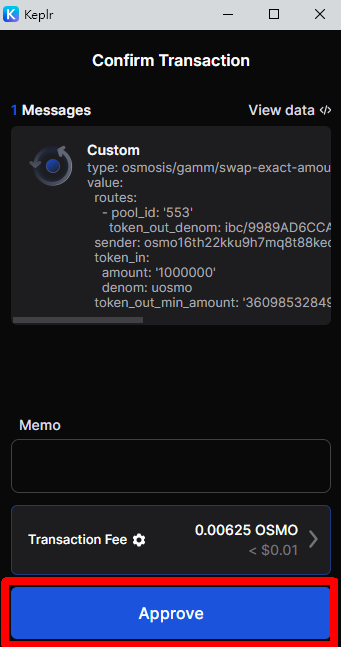 Keplr
Confirm Transaction
1 Messages View data </>
Custom
type: osmosis/gamm/swap-exact-amou
value:
routes:
- pool_id: '553'
token_out_denom: ibc/9989AD6CCA
sender: osmo16th22kku9h7mq8t88kec
token_in:
amount: '1000000'
denom: uosmo
token_out_min_amount: '36098532849
Memo
Transaction Fee 0.00625 OSMO
< $0.01
Approve